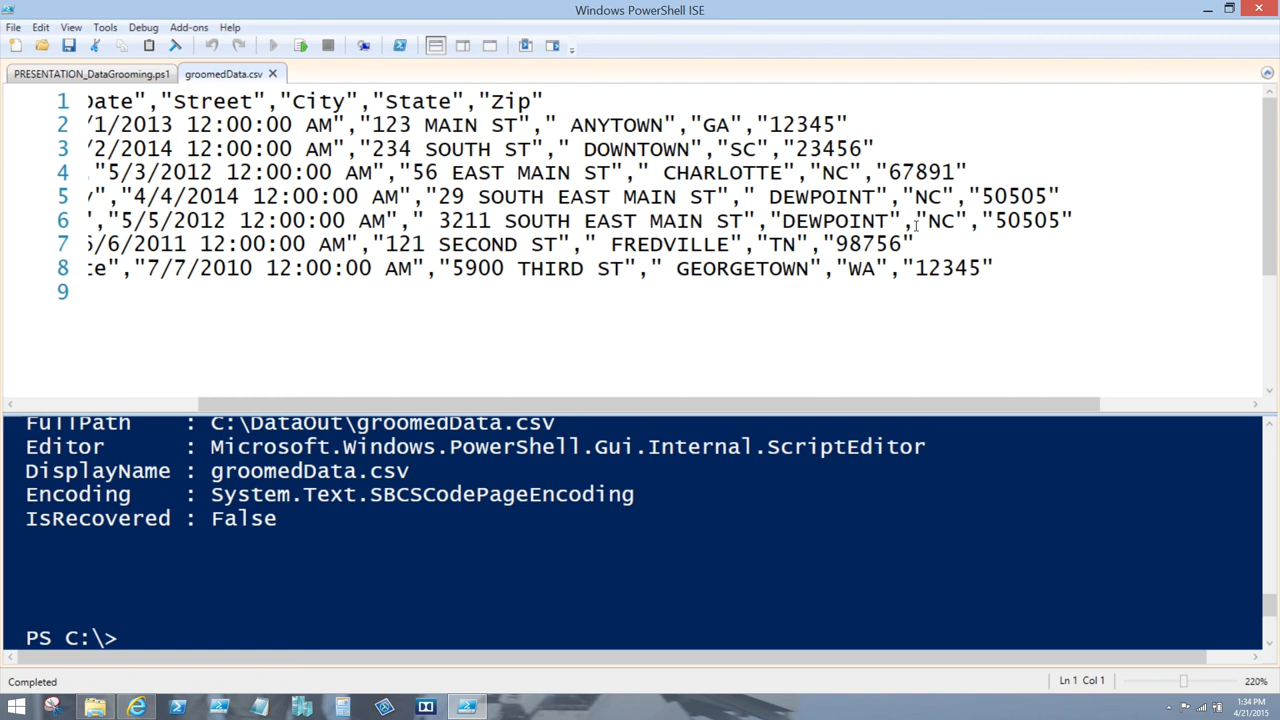 Windows PowerShell ISE
File Edit View Tools Debug Add-ons Help
PRESENTATION_DataGrooming.ps1 groomedData.csv
1 Date","Street","City","State","Zip"
2 /1/2013 12:00:00 AM","123 MAIN ST"," ANYTOWN","GA","12345"
3 /2/2014 12:00:00 AM","234 SOUTH ST"," DOWNTOWN","SC","23456"
4 "5/3/2012 12:00:00 AM","56 EAST MAIN ST"," CHARLOTTE","NC","67891"
5 ","4/4/2014 12:00:00 AM","29 SOUTH EAST MAIN ST"," DEWPOINT","NC","50505"
6 ","5/5/2012 12:00:00 AM"," 3211 SOUTH EAST MAIN ST","DEWPOINT","NC","50505"
7 /6/2011 12:00:00 AM","121 SECOND ST"," FREDVILLE","TN","98756"
8 te","7/7/2010 12:00:00 AM","5900 THIRD ST"," GEORGETOWN","WA","12345"
9
FullPath : C:\DataOut\groomedData.csv
Editor : Microsoft.Windows.PowerShell.Gui.Internal.ScriptEditor
DisplayName : groomedData.csv
Encoding : System.Text.SBCSCodePageEncoding
IsRecovered : False
PS C:\>
Completed Ln 1 Col 1 220%
1:34 PM
4/21/2015